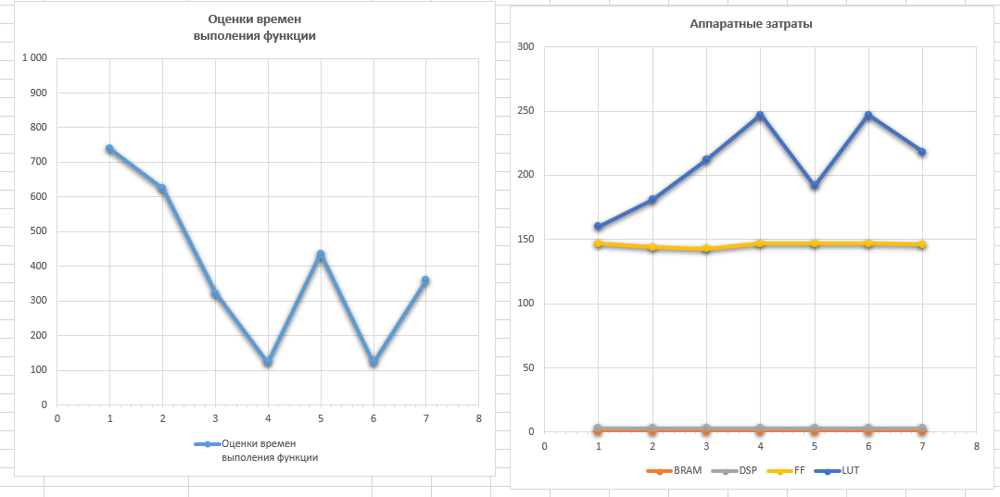 Оценки времен
выполения функции
1 000
900
800
700
600
500
400
300
200
100
0
0 1 2 3 4 5 6 7 8
Оценки времен
выполения функции
Аппаратные затраты
300
250
200
150
100
50
0
0 1 2 3 4 5 6 7 8
BRAM DSP FF LUT